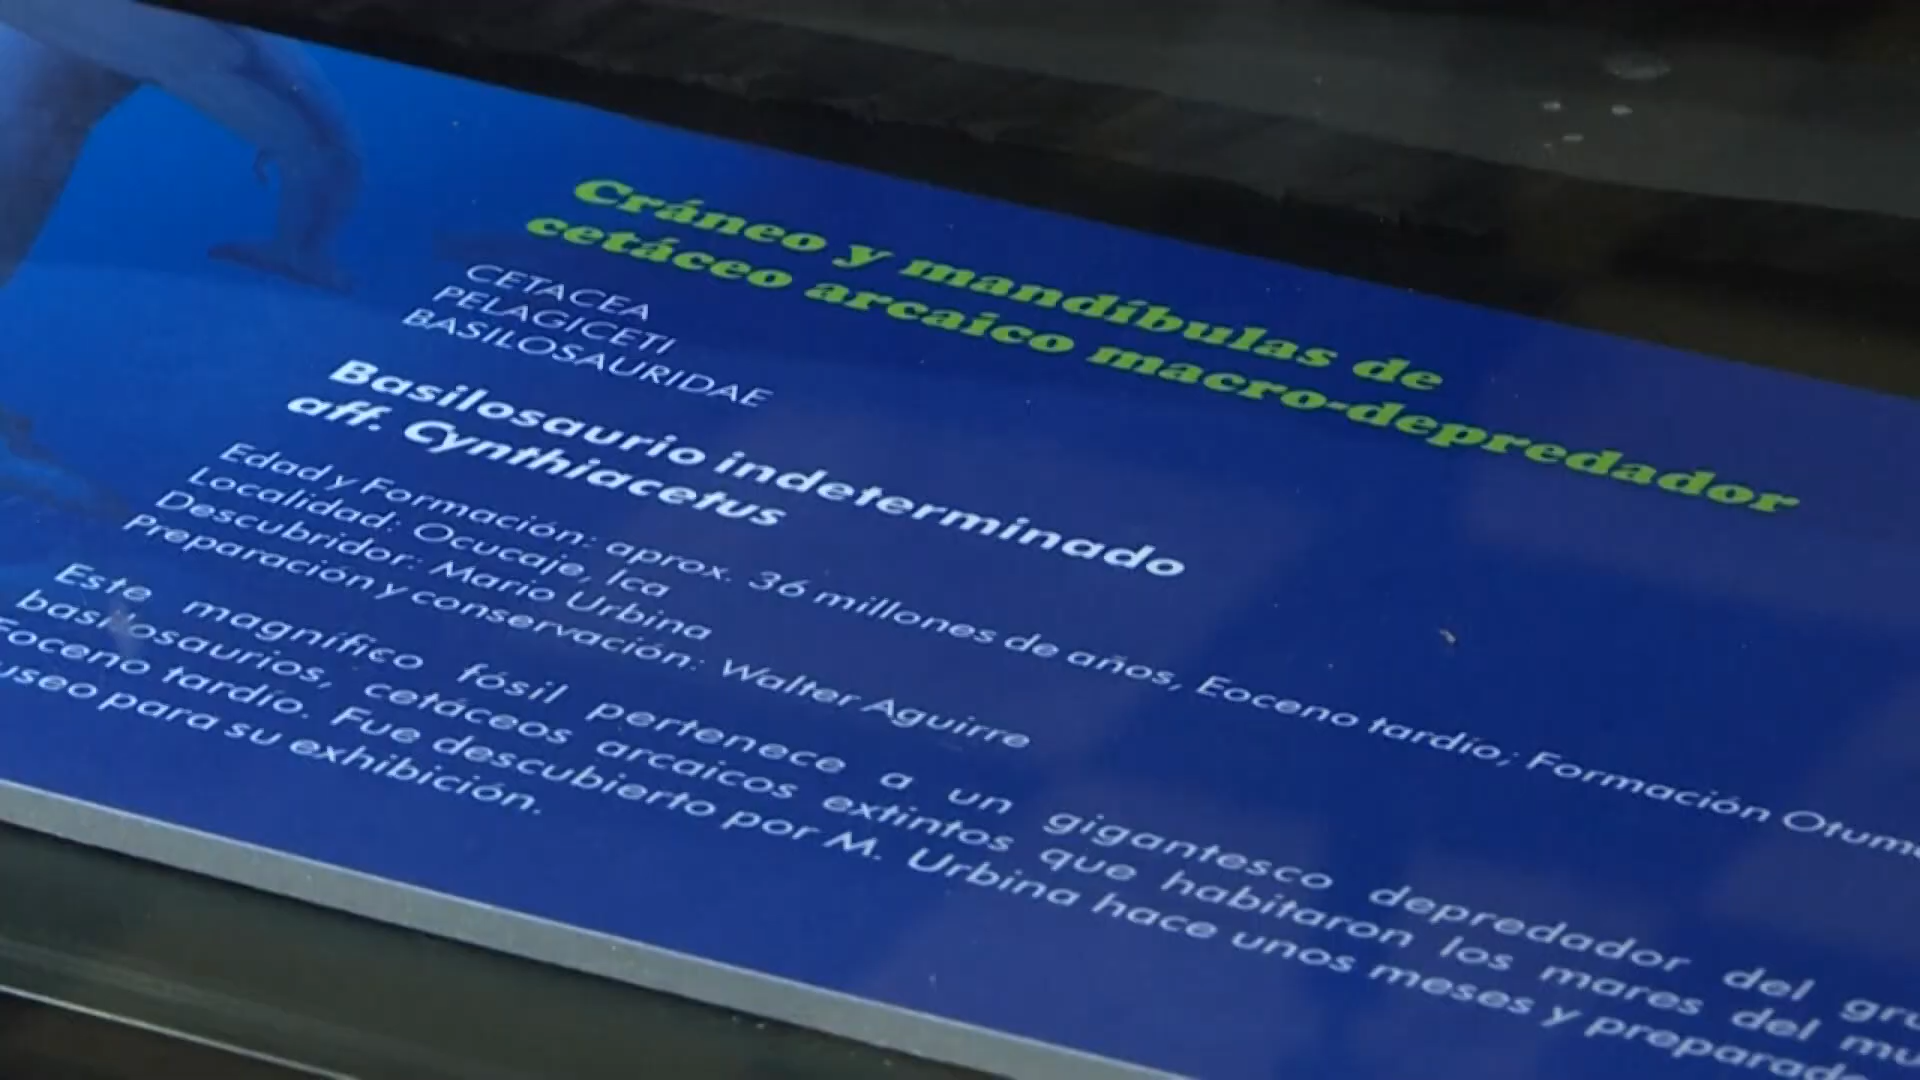 Cráneo y mandíbulas de
cetáceo arcaico macro-depredador
CETACEA
PELAGICETI
BASILOSAURIDAE
Basilosaurio indeterminado
aff. Cynthiacetus
Edad y Formación: aprox. 36 millones de años, Eoceno tardío; Formación
Localidad: Ocucaje, Ica
Descubridor: Mario Urbina
Preparación y conservación: Walter Aguirre
Este magnífico fósil pertenece a un gigantesco depredador del
basilosaurios, cetáceos arcaicos extintos que habitaron los mares del
Eoceno tardío. Fue descubierto por M. Urbina hace unos meses y
para su exhibición.